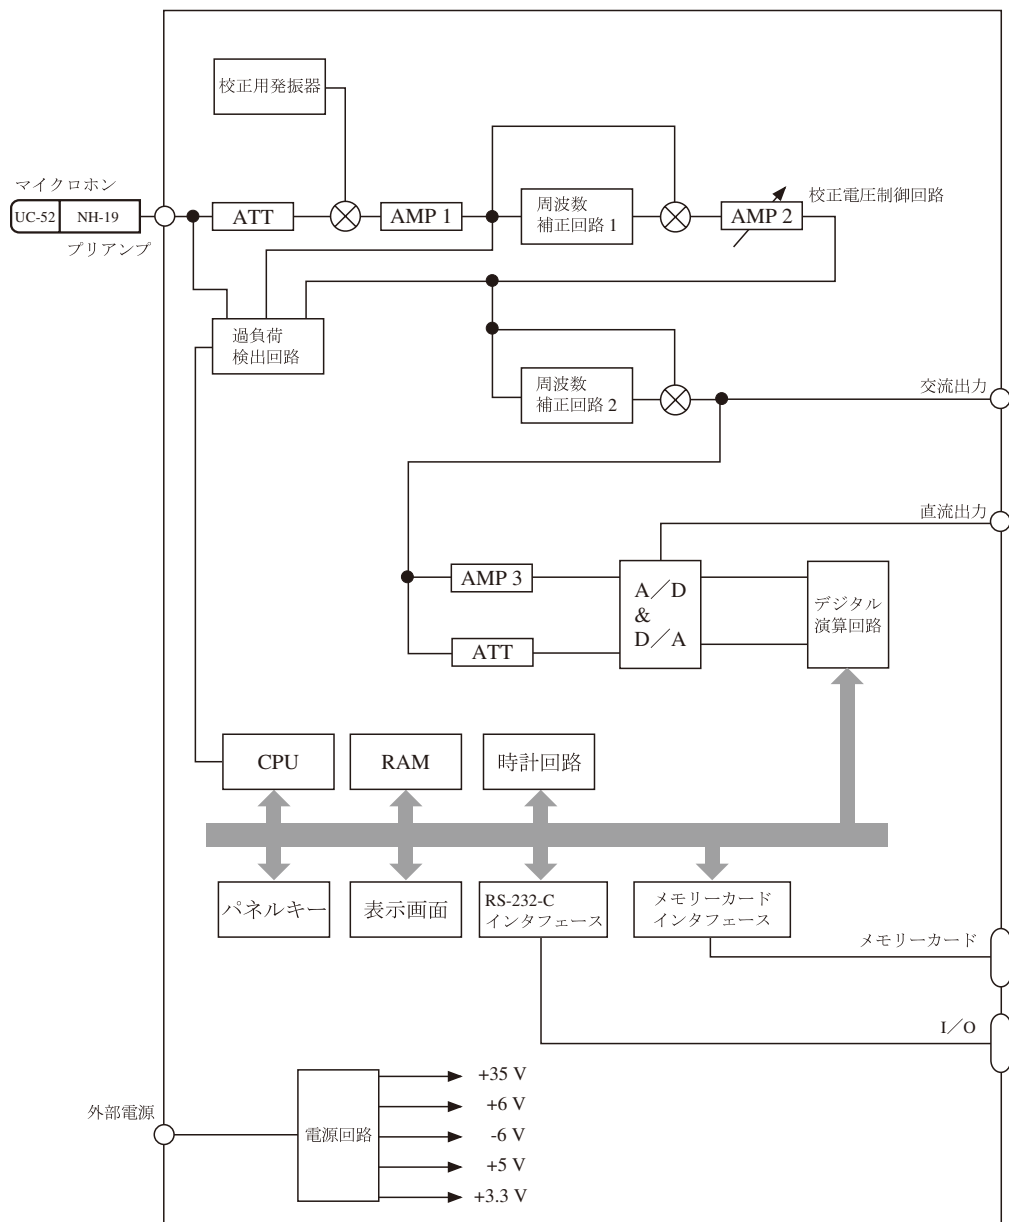 校正用発振器
マイクロホン
UC-52
NH-19
プリアンプ
ATT
AMP 1
周波数
補正回路 1
AMP 2
校正電圧制御回路
過負荷
検出回路
周波数
補正回路 2
交流出力
直流出力
AMP 3
ATT
A／D
&
D／A
デジタル
演算回路
CPU
RAM
時計回路
パネルキー
表示画面
RS-232-C
インタフェース
メモリーカード
インタフェース
メモリーカード
I／O
外部電源
電源回路
+35 V
+6 V
-6 V
+5 V
+3.3 V